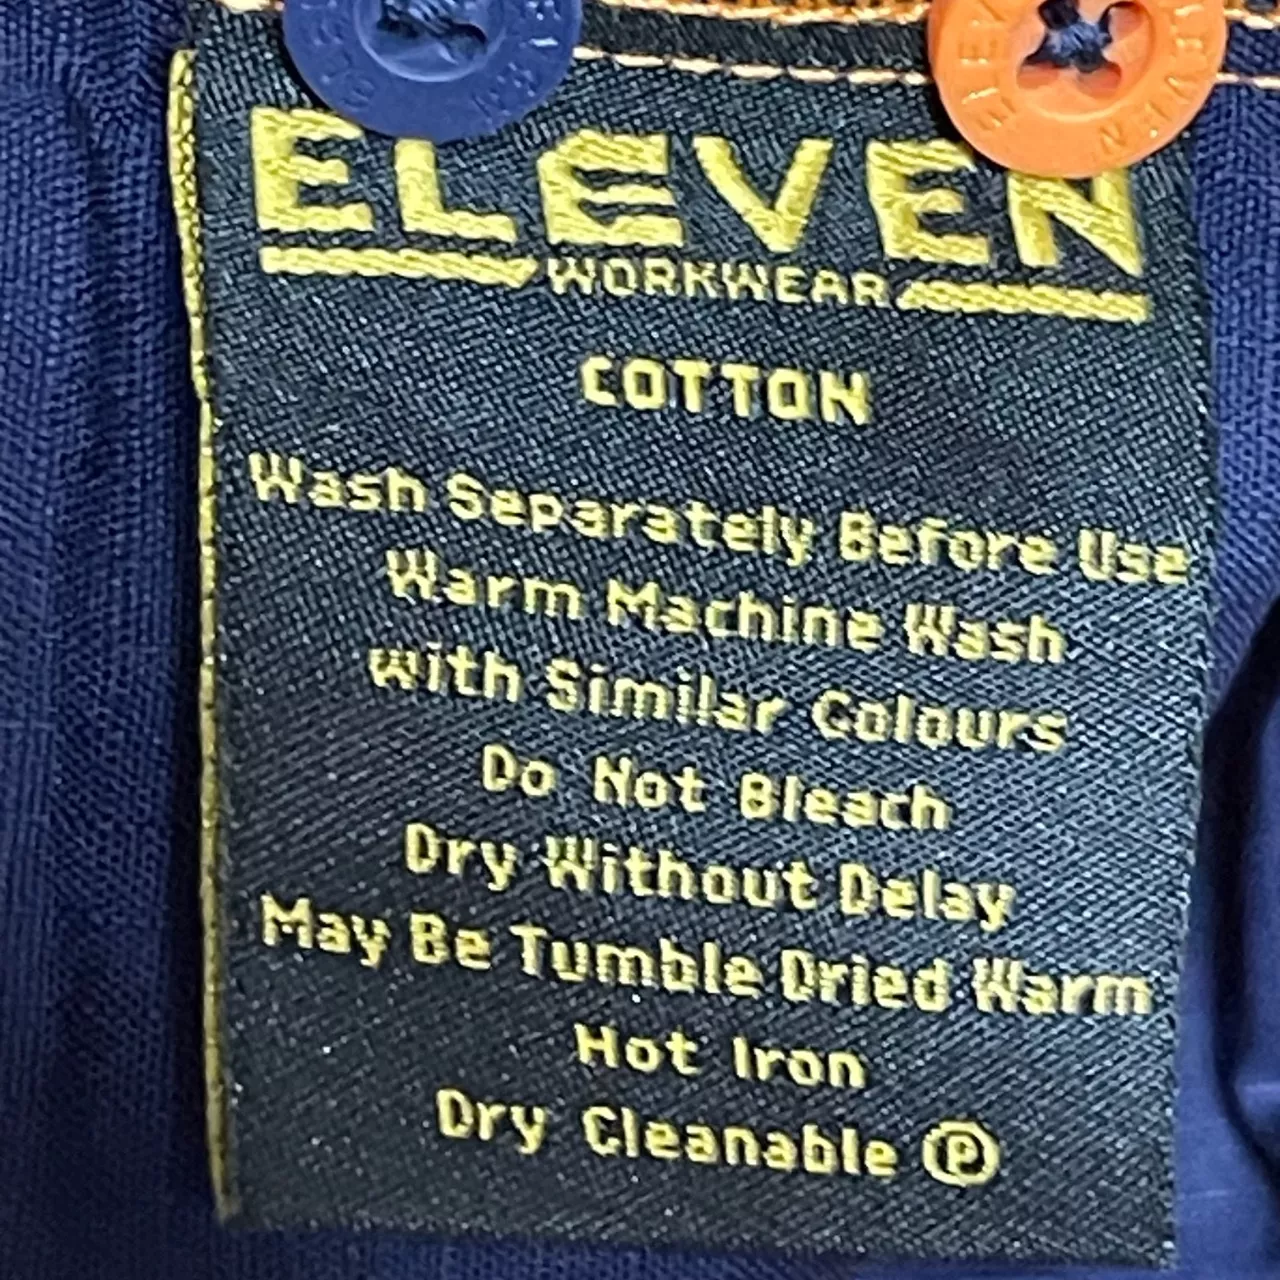 ELEVEN
WORKWEAR
COTTON
Wash Separately Before Use
Warm Machine Wash
with Similar Colours
Do Not Bleach
Dry Without Delay
May Be Tumble Dried Warm
Hot Iron
Dry Cleanable Ⓟ